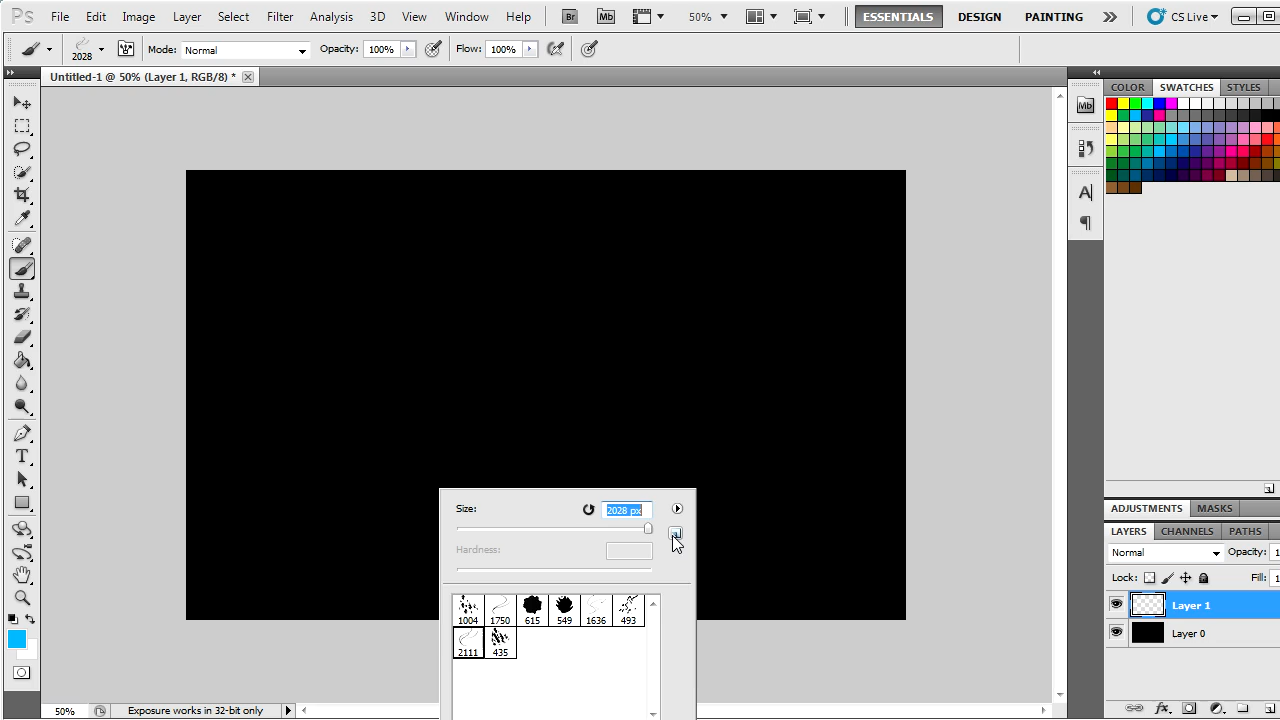 Ps File Edit Image Layer Select Filter Analysis 3D View Window Help Br Mb 50% ESSENTIALS DESIGN PAINTING CS Live
2028 Mode: Normal Opacity: 100% Flow: 100%
Untitled-1 @ 50% (Layer 1, RGB/8) *
COLOR SWATCHES STYLES
Mb
A
T
Size: 2028 px
Hardness:
1004 1750 615 549 1636 493
2111 435
ADJUSTMENTS MASKS
LAYERS CHANNELS PATHS
Normal Opacity: 1
Lock: Fill: 1
Layer 1
Layer 0
50% Exposure works in 32-bit only
fx